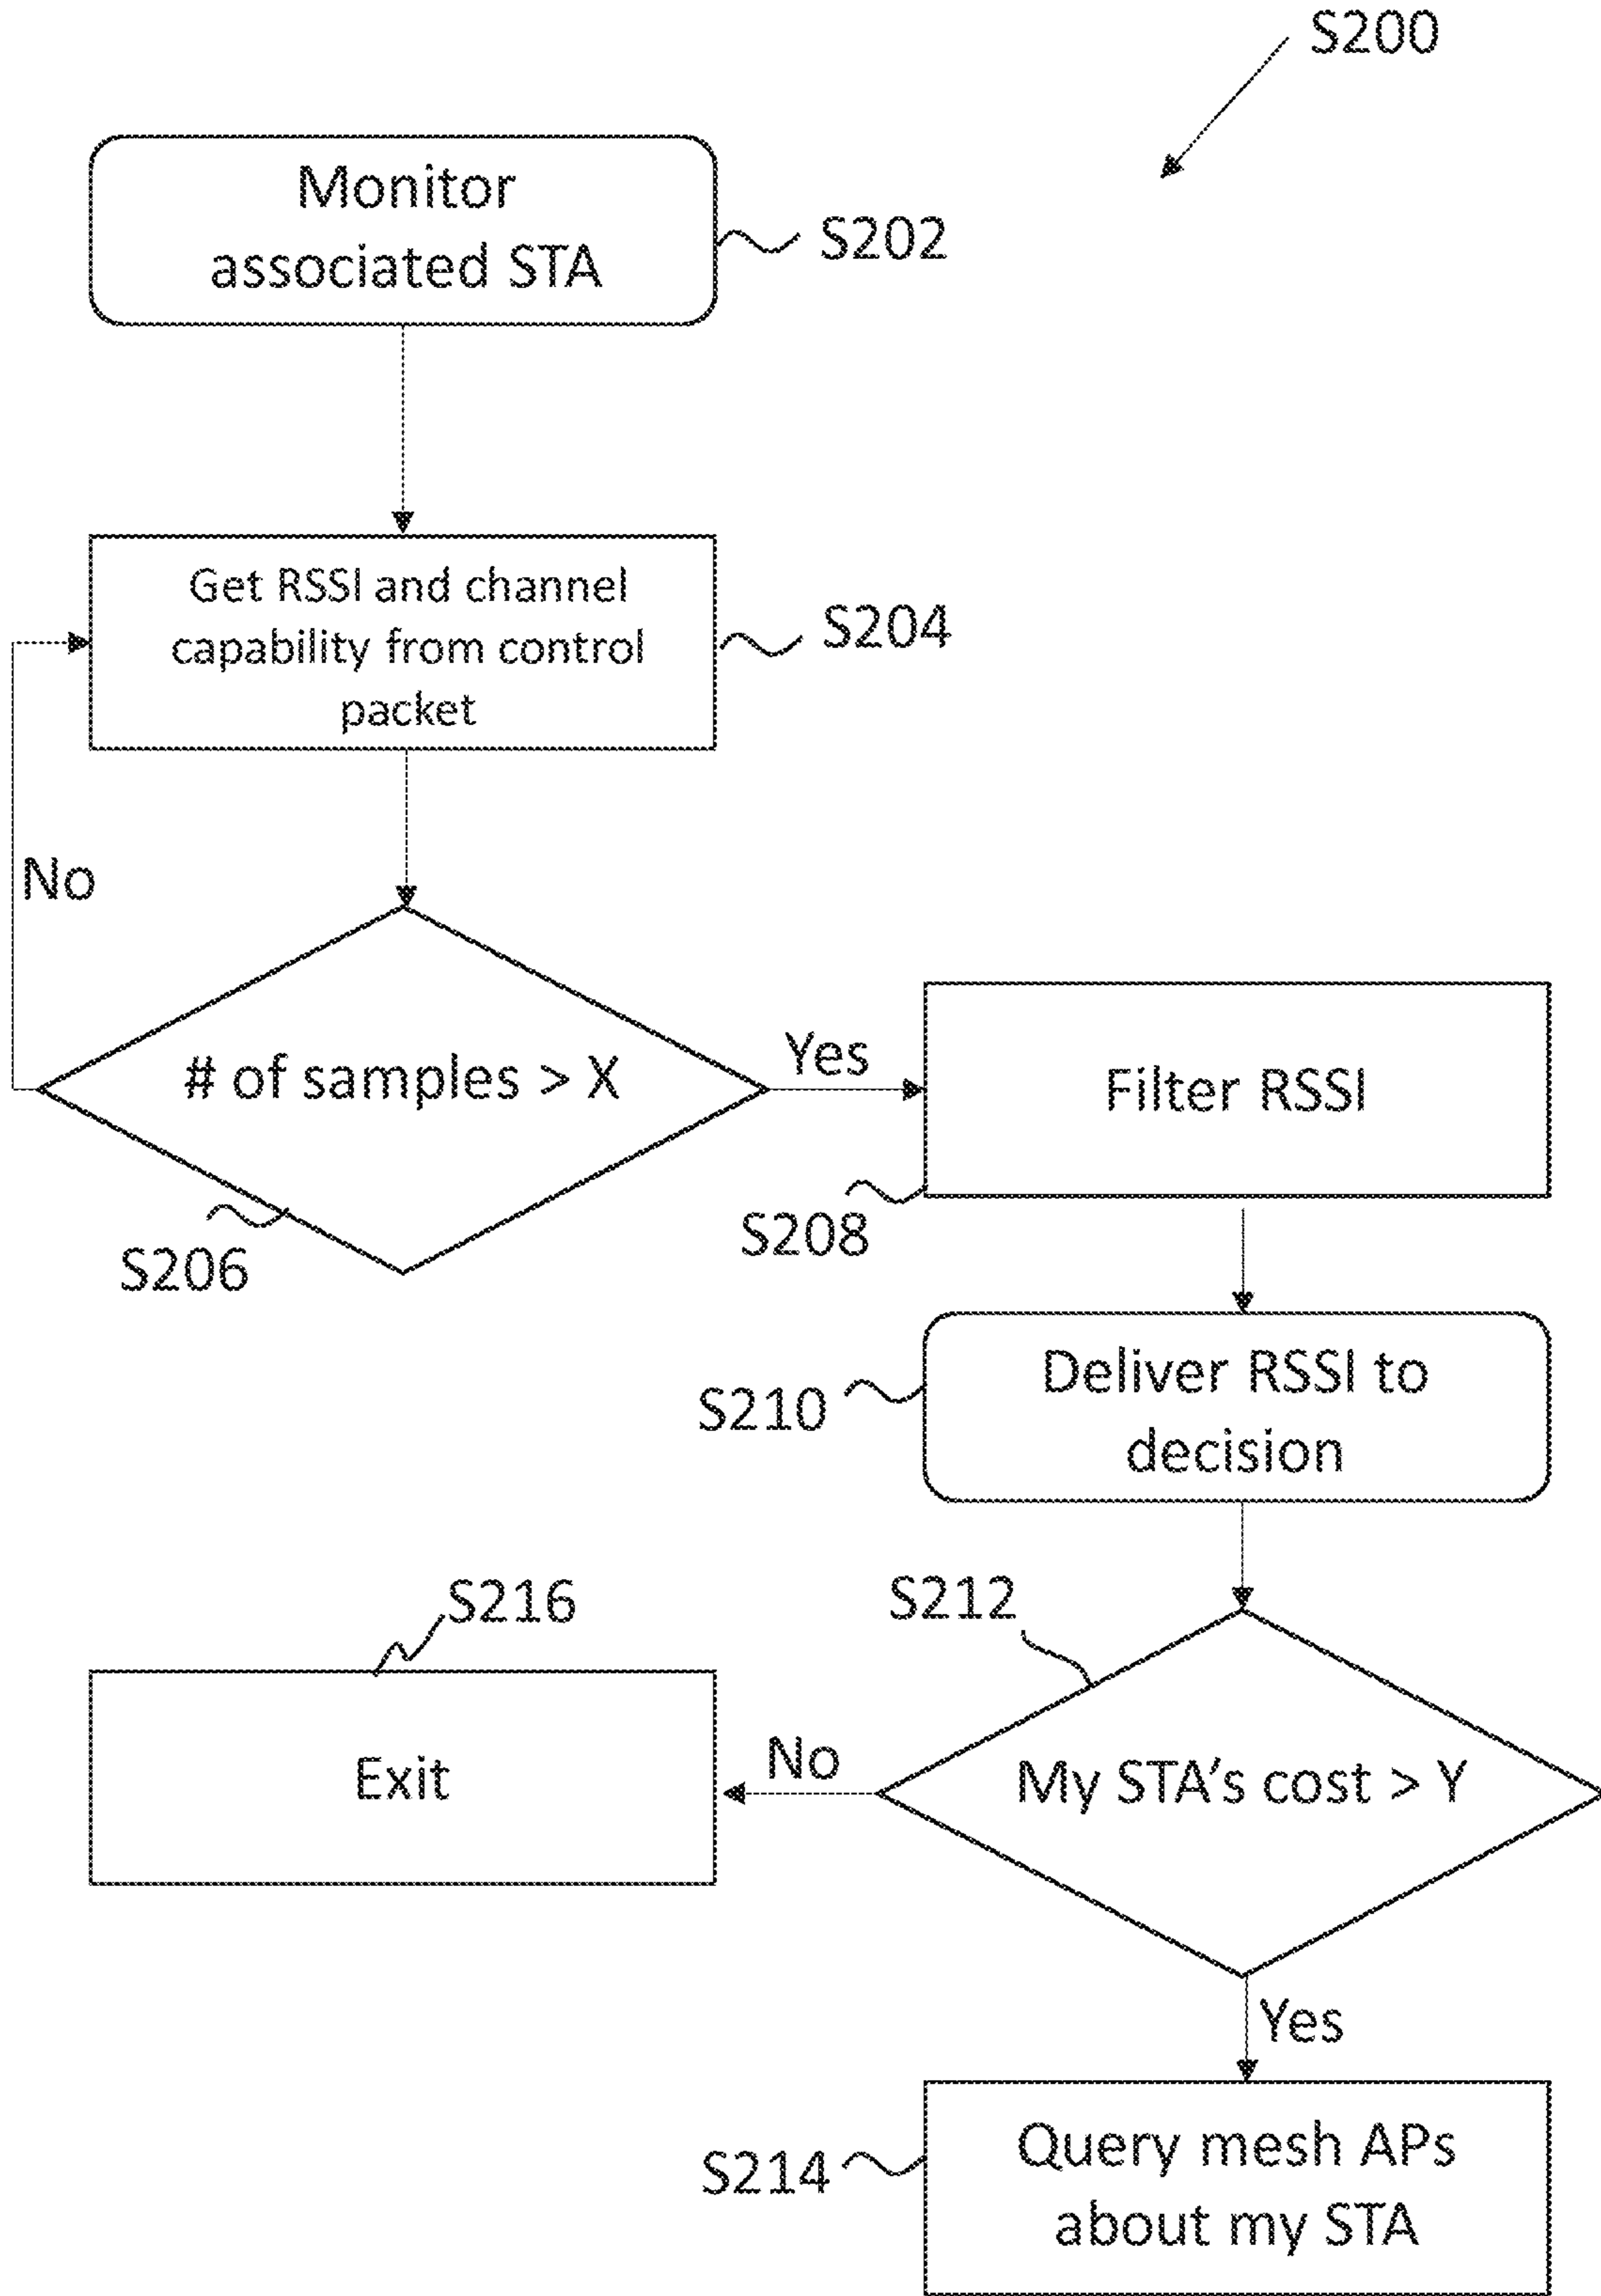 S200
Monitor
associated STA
S202
Get RSSI and channel
capability from control
packet
S204
No
# of samples > X
Yes
S206
Filter RSSI
S208
Deliver RSSI to
decision
S210
S212
S216
My STA's cost > Y
No
Exit
Yes
Query mesh APs
about my STA
S214